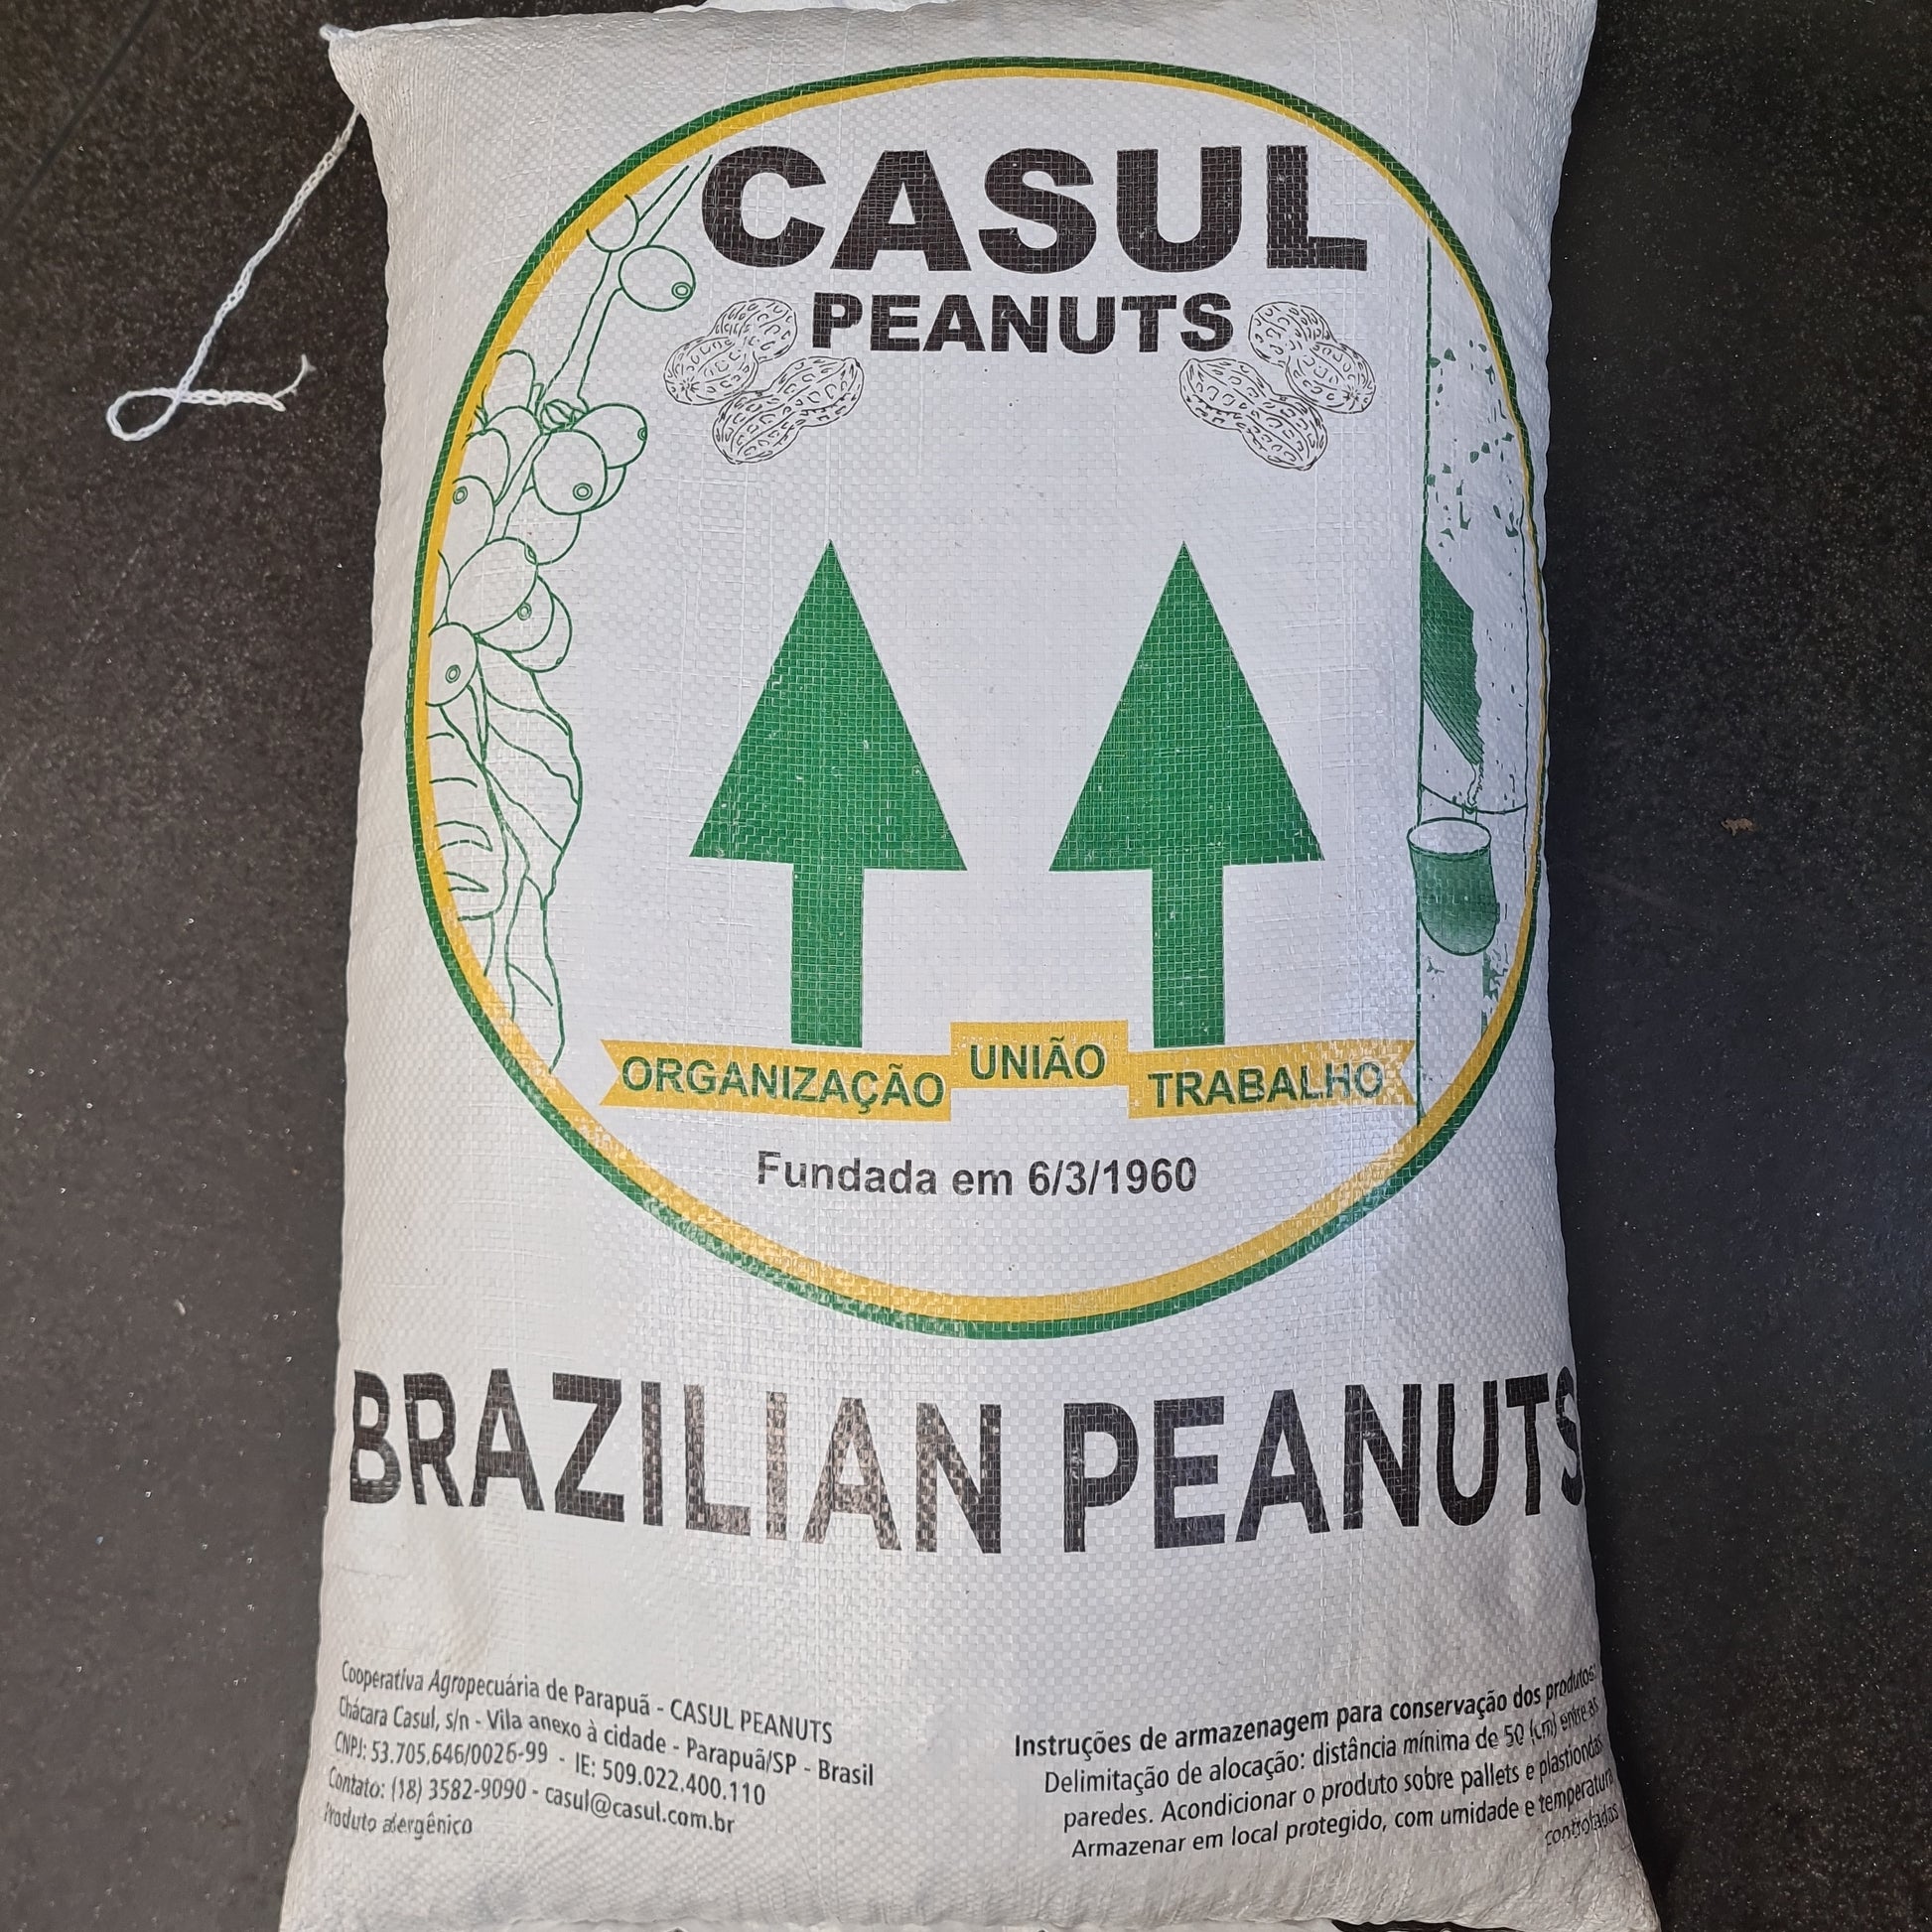 CASUL
PEANUTS
ORGANIZAÇÃO UNIÃO TRABALHO
Fundada em 6/3/1960
BRAZILIAN PEANUTS
Cooperativa Agropecuária de Parapuã - CASUL PEANUTS
Chácara Casul, s/n - Vila anexo à cidade - Parapuã/SP - Brasil
CNPJ: 53.705.646/0026-99 - IE: 509.022.400.110
Contato: (18) 3582-9090 - casul@casul.com.br
Produto alergênico
Instruções de armazenagem para conservação dos produtos:
Delimitação de alocação: distância mínima de 50 (cm) entre as
paredes. Acondicionar o produto sobre pallets e plastiondas
Armazenar em local protegido, com umidade e temperatura
controladas